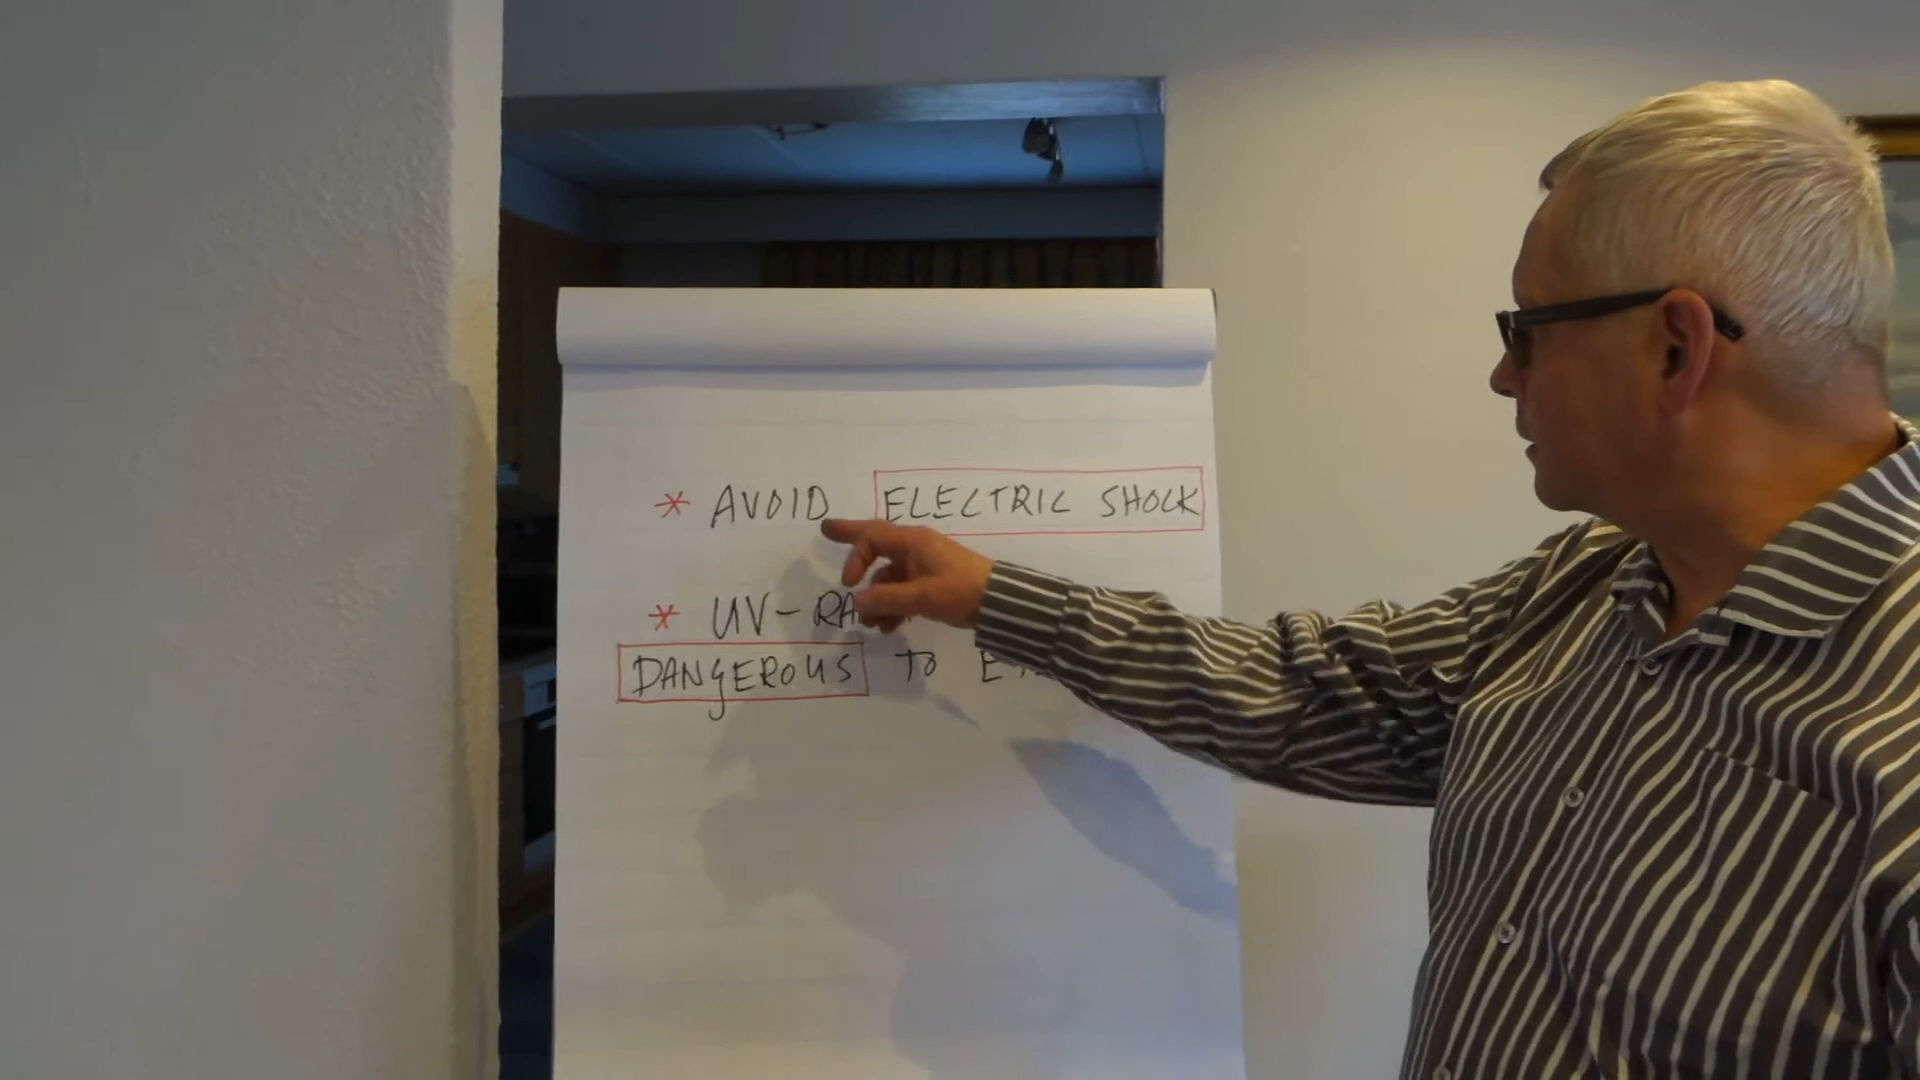 * AVOID ELECTRIC SHOCK
* UV-
DANGEROUS TO